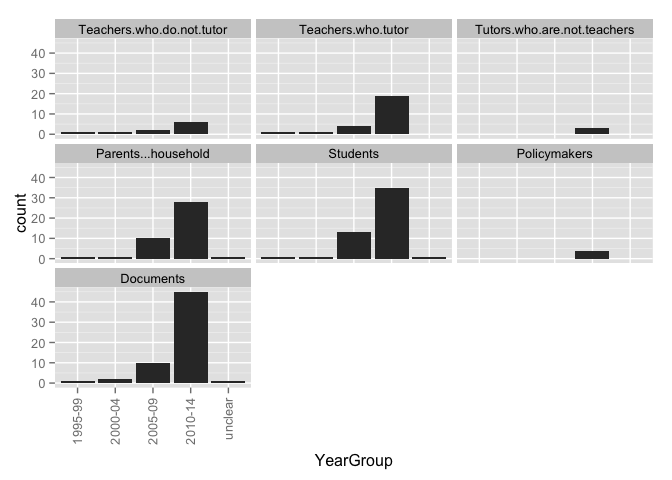 Teachers.who.do.not.tutor
Teachers.who.tutor
Tutors.who.are.not.teachers
40
30
20
10
0
Parents...household
Students
Policymakers
40
30
20
10
0
count
Documents
40
30
20
10
0
1995-99
2000-04
2005-09
2010-14
unclear
YearGroup